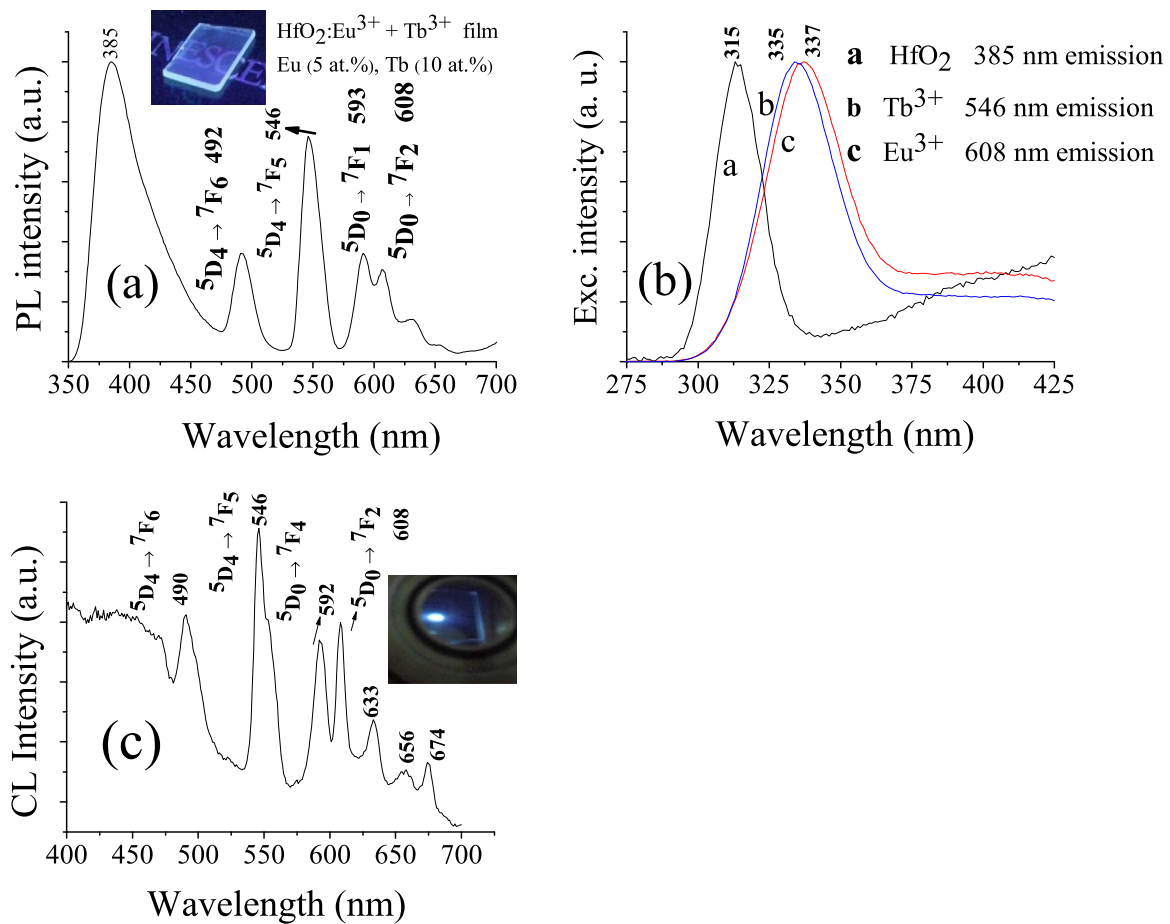 385
HfO₂:Eu³⁺ + Tb³⁺ film
Eu (5 at.%), Tb (10 at.%)
⁵D₄ → ⁷F₆ 492
⁵D₄ → ⁷F₅ 546
⁵D₀ → ⁷F₁ 593
⁵D₀ → ⁷F₂ 608
(a)
PL intensity (a.u.)
350 400 450 500 550 600 650 700
Wavelength (nm)
315 335 337
a HfO₂ 385 nm emission
b Tb³⁺ 546 nm emission
c Eu³⁺ 608 nm emission
a
b
c
(b)
Exc. intensity (a. u.)
275 300 325 350 375 400 425
Wavelength (nm)
⁵D₄ → ⁷F₆
490
⁵D₄ → ⁷F₅
546
⁵D₀ → ⁷F₄
592
⁵D₀ → ⁷F₂ 608
633
656
674
(c)
CL Intensity (a.u.)
400 450 500 550 600 650 700
Wavelength (nm)